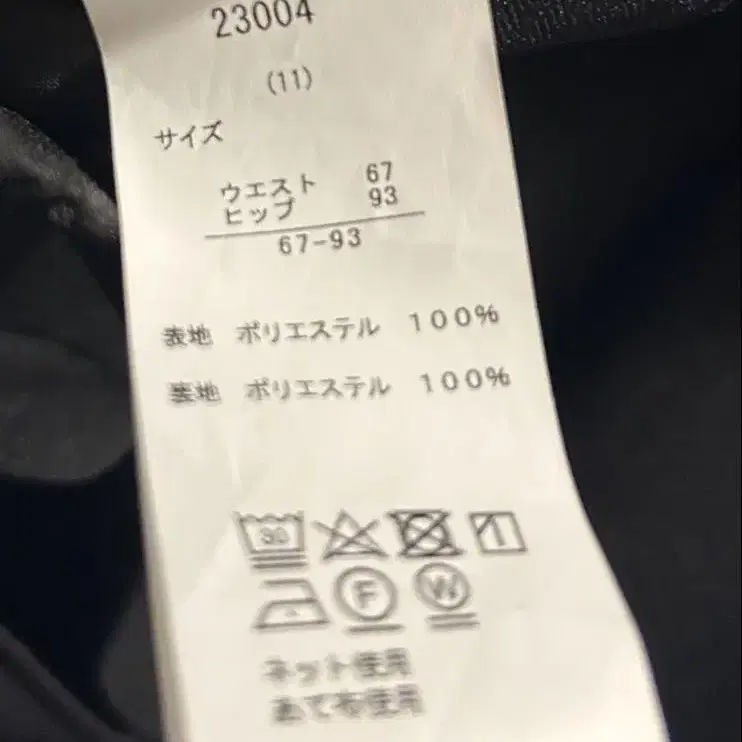 23004
(11)
サイズ
ウエスト 67
ヒップ 93
67-93
表地 ポリエステル 100%
裏地 ポリエステル 100%
30
F W
ネット使用
あて布使用